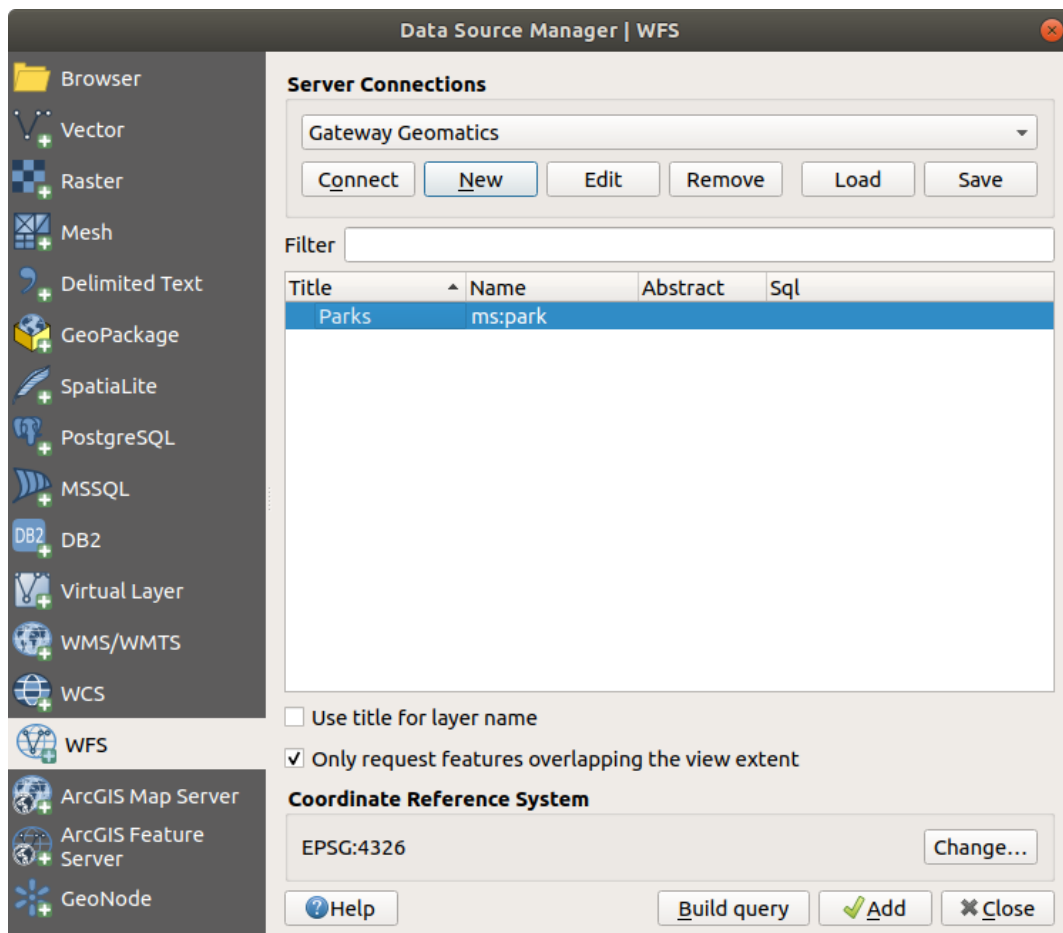 Data Source Manager | WFS
Browser
Vector
Raster
Mesh
Delimited Text
GeoPackage
SpatiaLite
PostgreSQL
MSSQL
DB2 DB2
Virtual Layer
WMS/WMTS
WCS
WFS
ArcGIS Map Server
ArcGIS Feature
Server
GeoNode
Server Connections
Gateway Geomatics
Connect New Edit Remove Load Save
Filter
Title Name Abstract Sql
Parks ms:park
Use title for layer name
Only request features overlapping the view extent
Coordinate Reference System
EPSG:4326 Change...
Help Build query Add Close